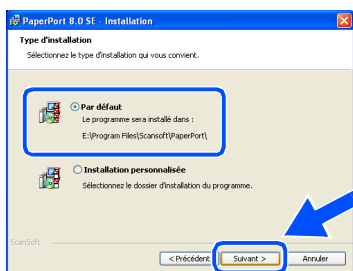 PaperPort 8.0 SE - Installation
Type d'installation
Sélectionnez le type d'installation qui vous convient.
Par défaut
Le programme sera installé dans :
E:\Program Files\Scansoft\PaperPort\
Installation personnalisée
Sélectionnez le dossier d'installation du programme.
ScanSoft
< Précédent
Suivant >
Annuler